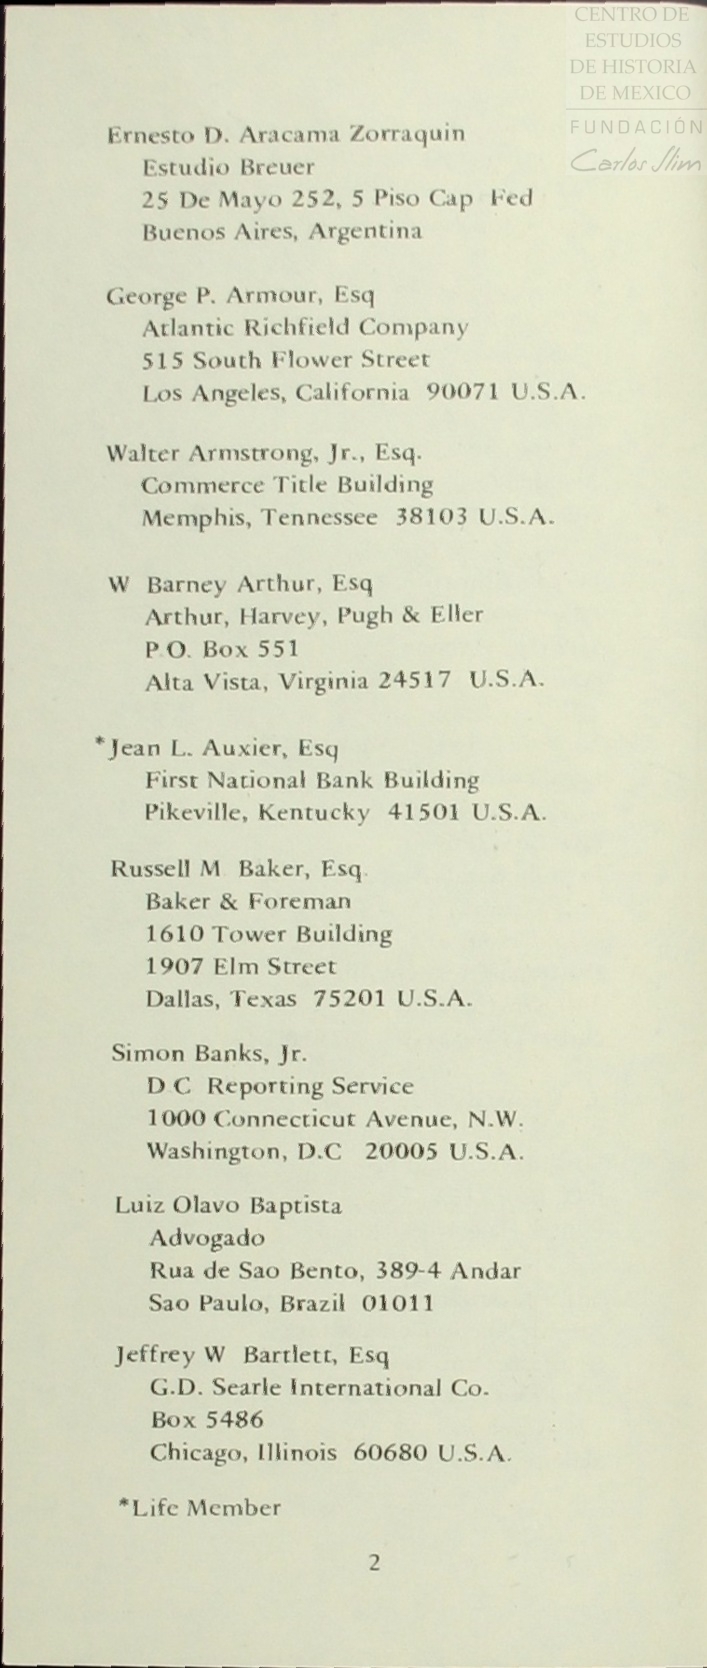 CENTRO DE
ESTUDIOS
DE HISTORIA
DE MEXICO
FUNDACIÓN
Carlos Slim
Ernesto D. Aracama Zorraquin
Estudio Breuer
25 De Mayo 252, 5 Piso Cap Fed
Buenos Aires, Argentina
George P. Armour, Esq
Atlantic Richfield Company
515 South Flower Street
Los Angeles, California 90071 U.S.A.
Walter Armstrong, Jr., Esq.
Commerce Title Building
Memphis, Tennessee 38103 U.S.A.
W Barney Arthur, Esq
Arthur, Harvey, Pugh & Eller
P.O. Box 551
Alta Vista, Virginia 24517 U.S.A.
*Jean L. Auxier, Esq
First National Bank Building
Pikeville, Kentucky 41501 U.S.A.
Russell M Baker, Esq.
Baker & Foreman
1610 Tower Building
1907 Elm Street
Dallas, Texas 75201 U.S.A.
Simon Banks, Jr.
D C Reporting Service
1000 Connecticut Avenue, N.W.
Washington, D.C 20005 U.S.A.
Luiz Olavo Baptista
Advogado
Rua de Sao Bento, 389-4 Andar
Sao Paulo, Brazil 01011
Jeffrey W Bartlett, Esq
G.D. Searle International Co.
Box 5486
Chicago, Illinois 60680 U.S.A.
*Life Member
2